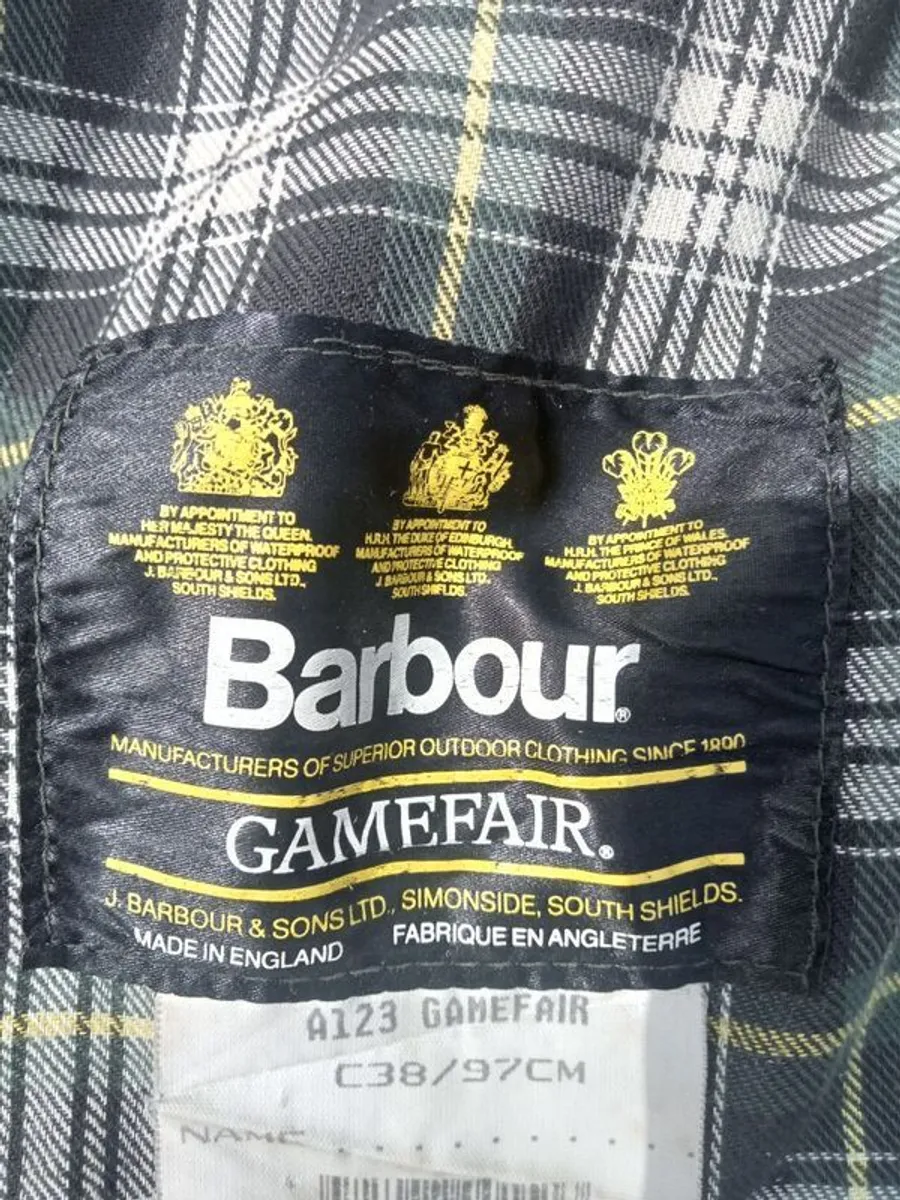 BY APPOINTMENT TO
HER MAJESTY THE QUEEN.
MANUFACTURERS OF WATERPROOF
AND PROTECTIVE CLOTHING
J. BARBOUR & SONS LTD.,
SOUTH SHIELDS.
BY APPOINTMENT TO
H.R.H. THE DUKE OF EDINBURGH.
MANUFACTURERS OF WATERPROOF
AND PROTECTIVE CLOTHING
J. BARBOUR & SONS LTD.,
SOUTH SHIELDS.
BY APPOINTMENT TO
H.R.H. THE PRINCE OF WALES.
MANUFACTURERS OF WATERPROOF
AND PROTECTIVE CLOTHING
J. BARBOUR & SONS LTD.,
SOUTH SHIELDS.
Barbour®
MANUFACTURERS OF SUPERIOR OUTDOOR CLOTHING SINCE 1890
GAMEFAIR®
J. BARBOUR & SONS LTD., SIMONSIDE, SOUTH SHIELDS.
MADE IN ENGLAND FABRIQUE EN ANGLETERRE
A123 GAMEFAIR
C38/97CM
NAME . . . . . . . . . .